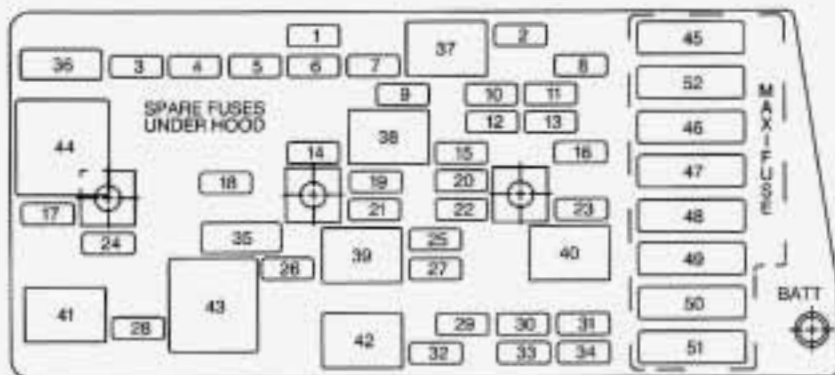 1 2 37 45
36 3 4 5 6 7 8
9 10 11 52
SPARE FUSES
UNDER HOOD
12 13 46
44 38
14 15 16 47
18 19 20
17 21 22 23 48
24 35 25
39 40 49
26 27
43 50
41 28 29 30 31
42 32 33 34 51
MAXI FUSE
BATT